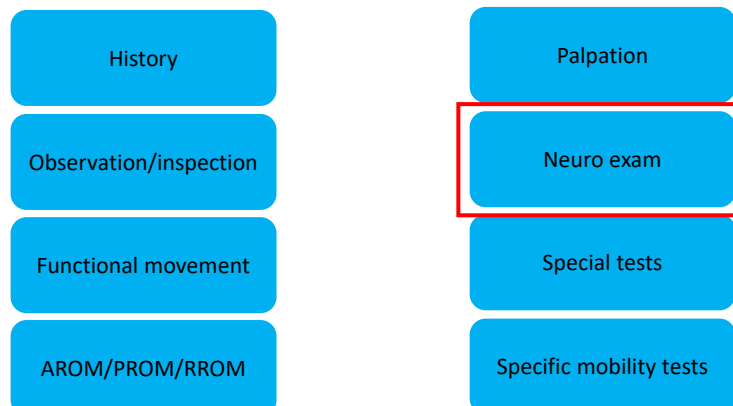 History
Observation/inspection
Functional movement
AROM/PROM/RROM
Palpation
Neuro exam
Special tests
Specific mobility tests